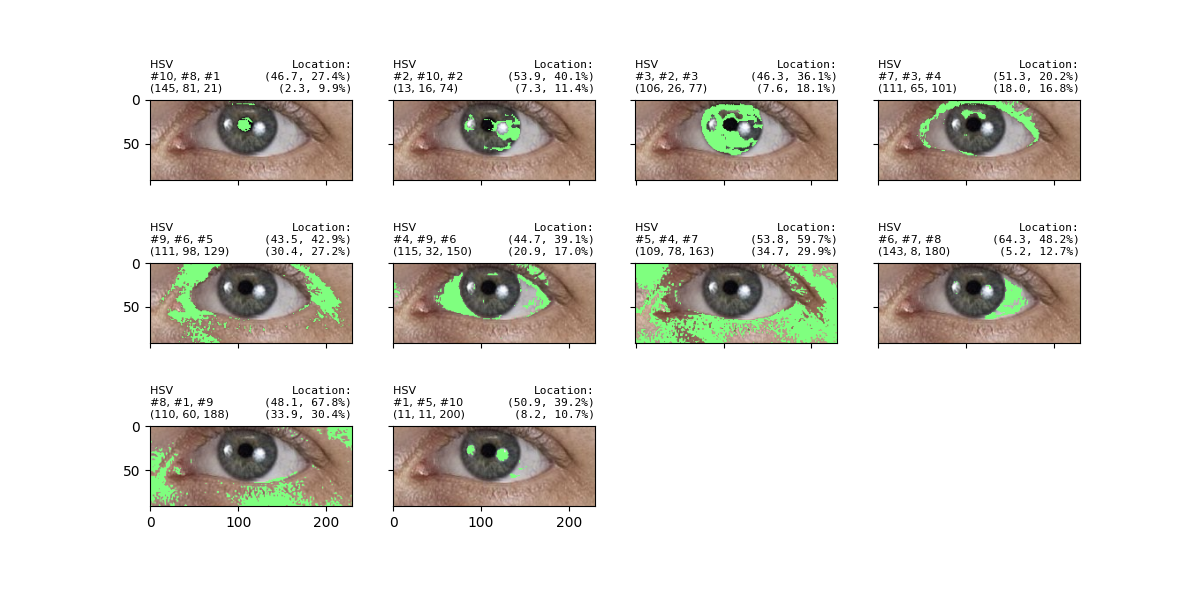 HSV Location:
#10, #8, #1 (46.7, 27.4%)
(145, 81, 21) (2.3, 9.9%)
HSV Location:
#2, #10, #2 (53.9, 40.1%)
(13, 16, 74) (7.3, 11.4%)
HSV Location:
#3, #2, #3 (46.3, 36.1%)
(106, 26, 77) (7.6, 18.1%)
HSV Location:
#7, #3, #4 (51.3, 20.2%)
(111, 65, 101) (18.0, 16.8%)
0
50
HSV Location:
#9, #6, #5 (43.5, 42.9%)
(111, 98, 129) (30.4, 27.2%)
HSV Location:
#4, #9, #6 (44.7, 39.1%)
(115, 32, 150) (20.9, 17.0%)
HSV Location:
#5, #4, #7 (53.8, 59.7%)
(109, 78, 163) (34.7, 29.9%)
HSV Location:
#6, #7, #8 (64.3, 48.2%)
(143, 8, 180) (5.2, 12.7%)
0
50
HSV Location:
#8, #1, #9 (48.1, 67.8%)
(110, 60, 188) (33.9, 30.4%)
HSV Location:
#1, #5, #10 (50.9, 39.2%)
(11, 11, 200) (8.2, 10.7%)
0
50
0 100 200
0 100 200